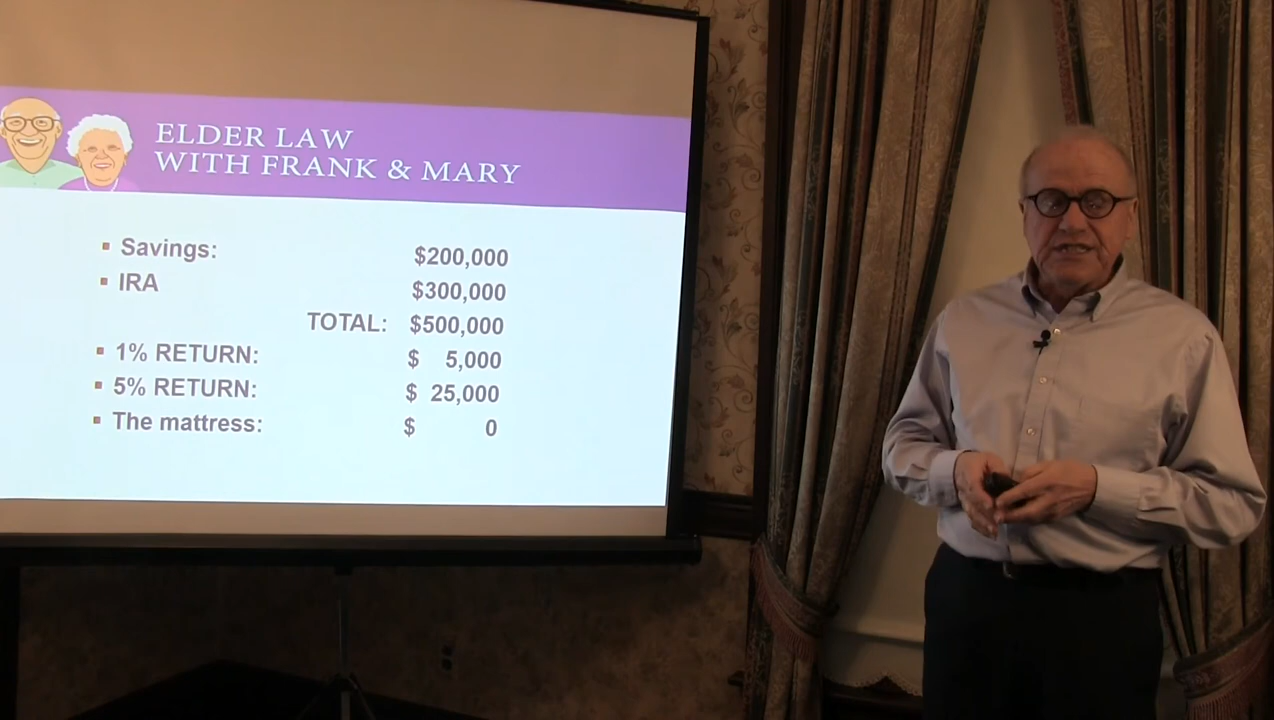 ELDER LAW
WITH FRANK & MARY
▪ Savings: $200,000
▪ IRA $300,000
TOTAL: $500,000
▪ 1% RETURN: $ 5,000
▪ 5% RETURN: $ 25,000
▪ The mattress: $ 0